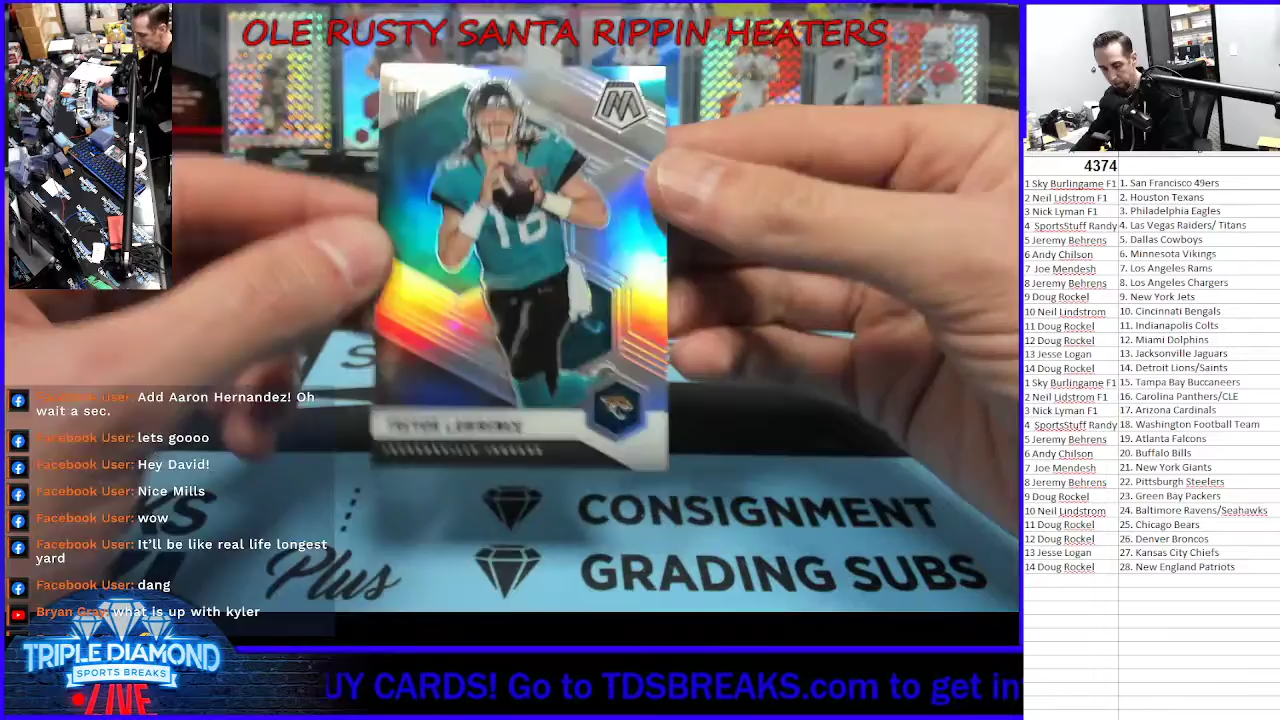 OLE RUSTY SANTA RIPPIN HEATERS
16
TREVOR LAWRENCE
CONSIGNMENT
Plus
GRADING SUBS
Facebook User: Add Aaron Hernandez! Oh
wait a sec.
Facebook User: lets goooo
Facebook User: Hey David!
Facebook User: Nice Mills
Facebook User: wow
Facebook User: It'll be like real life longest
yard
Facebook User: dang
Bryan Gray: what is up with kyler
TRIPLE DIAMOND
SPORTS BREAKS
LIVE
UY CARDS! Go to TDSBREAKS.com to get in
4374
1 Sky Burlingame F1 1. San Francisco 49ers
2 Neil Lidstrom F1 2. Houston Texans
3 Nick Lyman F1 3. Philadelphia Eagles
4 SportsStuff Randy 4. Las Vegas Raiders/ Titans
5 Jeremy Behrens 5. Dallas Cowboys
6 Andy Chilson 6. Minnesota Vikings
7 Joe Mendesh 7. Los Angeles Rams
8 Jeremy Behrens 8. Los Angeles Chargers
9 Doug Rockel 9. New York Jets
10 Neil Lindstrom 10. Cincinnati Bengals
11 Doug Rockel 11. Indianapolis Colts
12 Doug Rockel 12. Miami Dolphins
13 Jesse Logan 13. Jacksonville Jaguars
14 Doug Rockel 14. Detroit Lions/Saints
1 Sky Burlingame F1 15. Tampa Bay Buccaneers
2 Neil Lidstrom F1 16. Carolina Panthers/CLE
3 Nick Lyman F1 17. Arizona Cardinals
4 SportsStuff Randy 18. Washington Football Team
5 Jeremy Behrens 19. Atlanta Falcons
6 Andy Chilson 20. Buffalo Bills
7 Joe Mendesh 21. New York Giants
8 Jeremy Behrens 22. Pittsburgh Steelers
9 Doug Rockel 23. Green Bay Packers
10 Neil Lindstrom 24. Baltimore Ravens/Seahawks
11 Doug Rockel 25. Chicago Bears
12 Doug Rockel 26. Denver Broncos
13 Jesse Logan 27. Kansas City Chiefs
14 Doug Rockel 28. New England Patriots